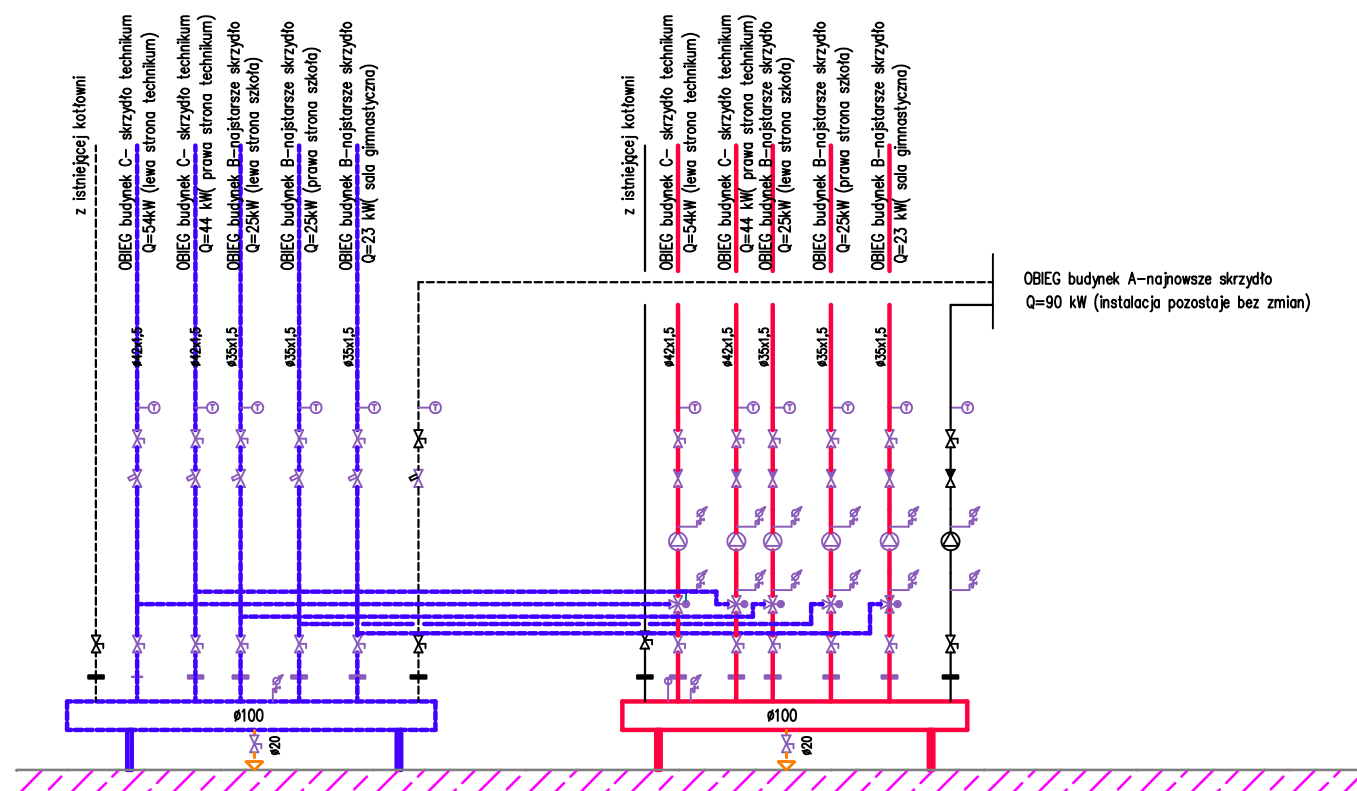 z istniejącej kotłowni
OBIEG budynek C- skrzydło technikum
Q=54kW (lewa strona technikum)
OBIEG budynek C- skrzydło technikum
Q=44 kW( prawa strona technikum)
OBIEG budynek B-najstarsze skrzydło
Q=25kW (lewa strona szkoła)
OBIEG budynek B-najstarsze skrzydło
Q=25kW (prawa strona szkoła)
OBIEG budynek B-najstarsze skrzydło
Q=23 kW( sala gimnastyczna)
z istniejącej kotłowni
OBIEG budynek C- skrzydło technikum
Q=54kW (lewa strona technikum)
OBIEG budynek C- skrzydło technikum
Q=44 kW( prawa strona technikum)
OBIEG budynek B-najstarsze skrzydło
Q=25kW (lewa strona szkoła)
OBIEG budynek B-najstarsze skrzydło
Q=25kW (prawa strona szkoła)
OBIEG budynek B-najstarsze skrzydło
Q=23 kW( sala gimnastyczna)
OBIEG budynek A-najnowsze skrzydło
Q=90 kW (instalacja pozostaje bez zmian)
ø42x1,5
ø42x1,5
ø35x1,5
ø35x1,5
ø35x1,5
ø42x1,5
ø42x1,5
ø35x1,5
ø35x1,5
ø35x1,5
T
T
T
T
T
T
T
T
T
T
T
T
ø100
ø100
ø20
ø20